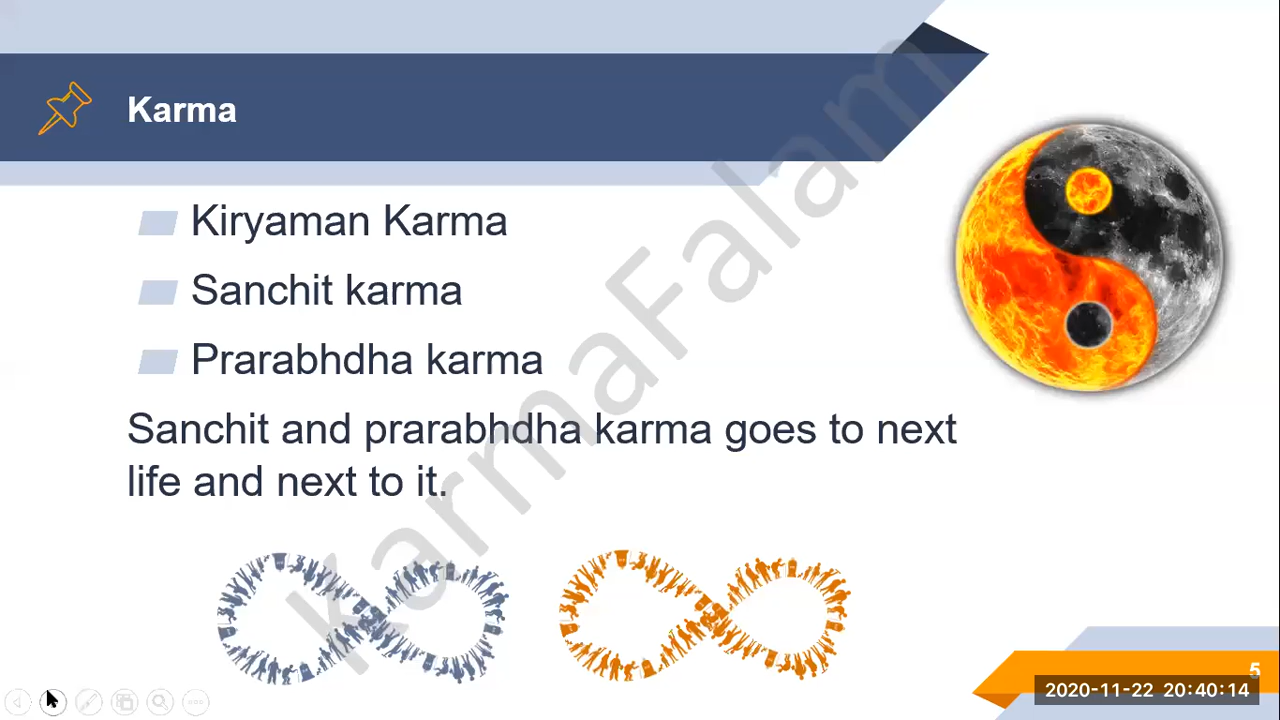 Karma
Kiryaman Karma
Sanchit karma
Prarabhdha karma
Sanchit and prarabhdha karma goes to next
life and next to it.
KarmaFalam
5
2020-11-22 20:40:14